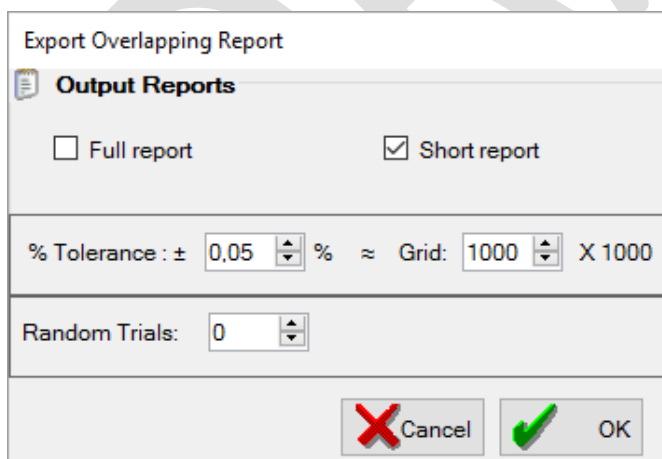 Export Overlapping Report
Output Reports
Full report Short report
% Tolerance : ± 0,05 % ≈ Grid: 1000 X 1000
Random Trials: 0
Cancel OK